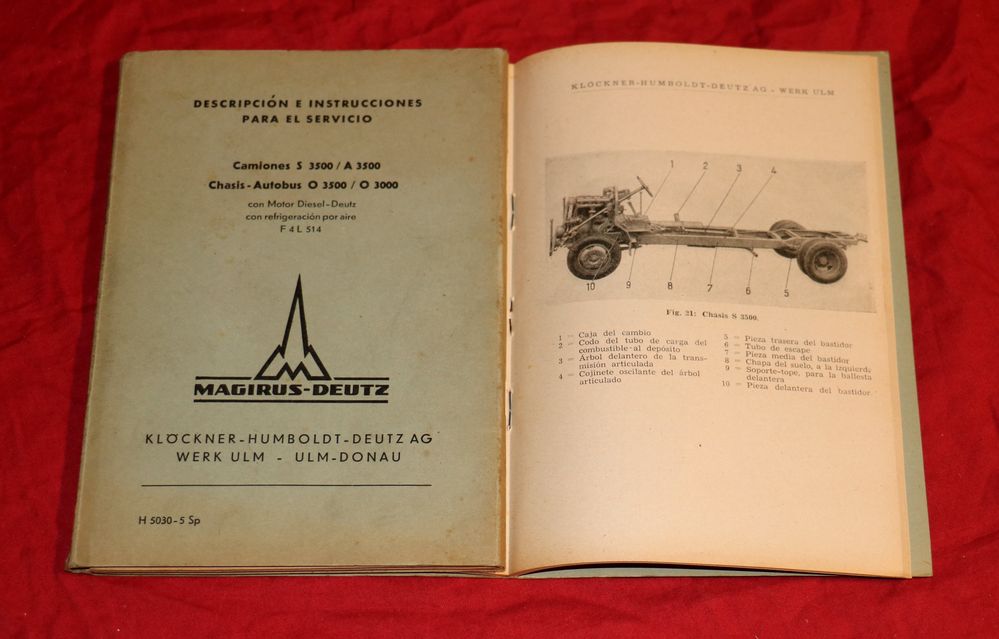 DESCRIPCIÓN E INSTRUCCIONES
PARA EL SERVICIO
Camiones S 3500 / A 3500
Chasis-Autobus O 3500 / O 3000
con Motor Diesel-Deutz
con refrigeración por aire
F 4 L 514
MAGIRUS-DEUTZ
KLÖCKNER-HUMBOLDT-DEUTZ AG
WERK ULM - ULM-DONAU
H 5030-5 Sp
KLÖCKNER-HUMBOLDT-DEUTZ AG - WERK ULM
1 2 3 4
10 9 8 7 6 5
Fig. 21: Chasis S 3500.
1 = Caja del cambio
2 = Codo del tubo de carga del
combustible al depósito
3 = Árbol delantero de la trans-
misión articulada
4 = Cojinete oscilante del árbol
articulado
5 = Pieza trasera del bastidor
6 = Tubo de escape
7 = Pieza media del bastidor
8 = Chapa del suelo, a la izquierda
9 = Soporte-tope, para la ballesta
delantera
10 = Pieza delantera del bastidor.